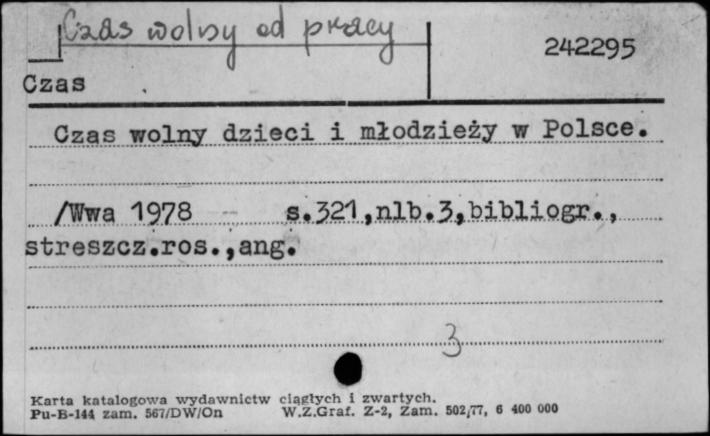 Czas wolny od pracy
242295
Czas
Czas wolny dzieci i młodzieży w Polsce.
/Wwa 1978 s.321,nlb.3,bibliogr.,
streszcz.ros.,ang.
3
Karta katalogowa wydawnictw ciągłych i zwartych.
Pu-B-144 zam. 567/DW/On W.Z.Graf. Z-2, Zam. 502/77, 6 400 000